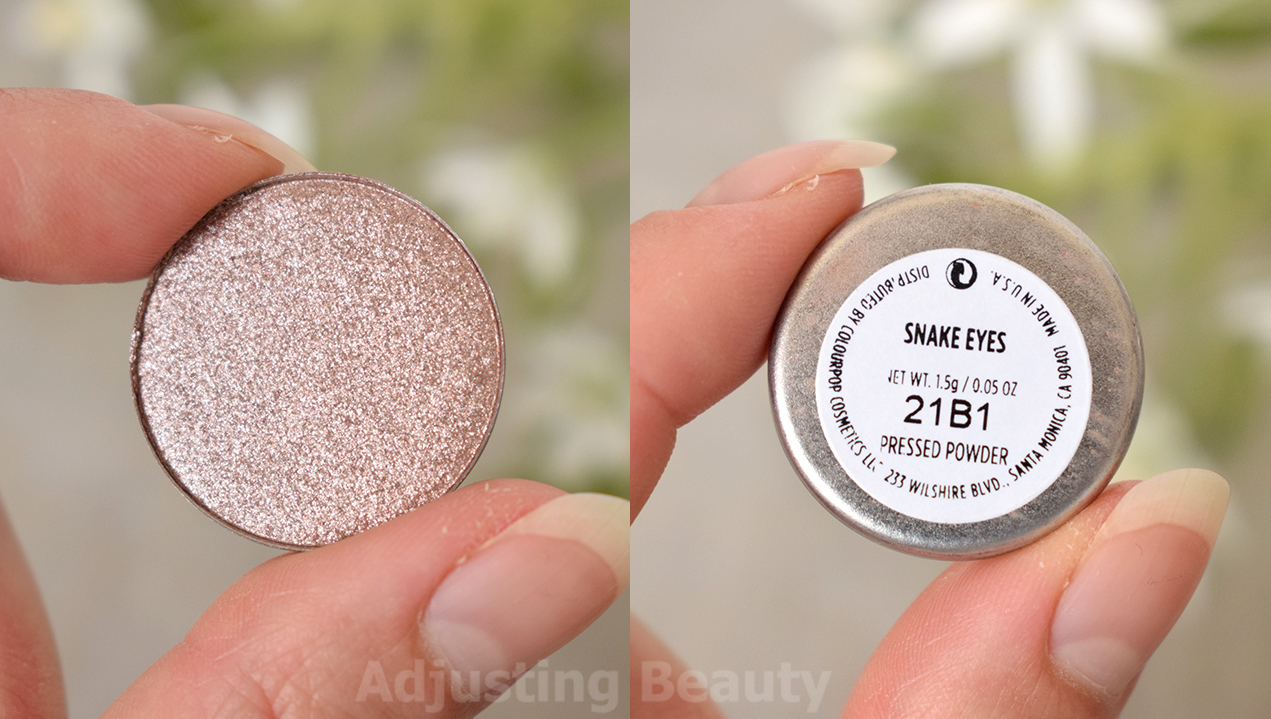 SNAKE EYES
NET WT. 1.5g / 0.05 OZ
21B1
PRESSED POWDER
DISTRIBUTED BY COLOURPOP COSMETICS LLC 233 WILSHIRE BLVD., SANTA MONICA, CA 90401 MADE IN U.S.A.
Adjusting Beauty